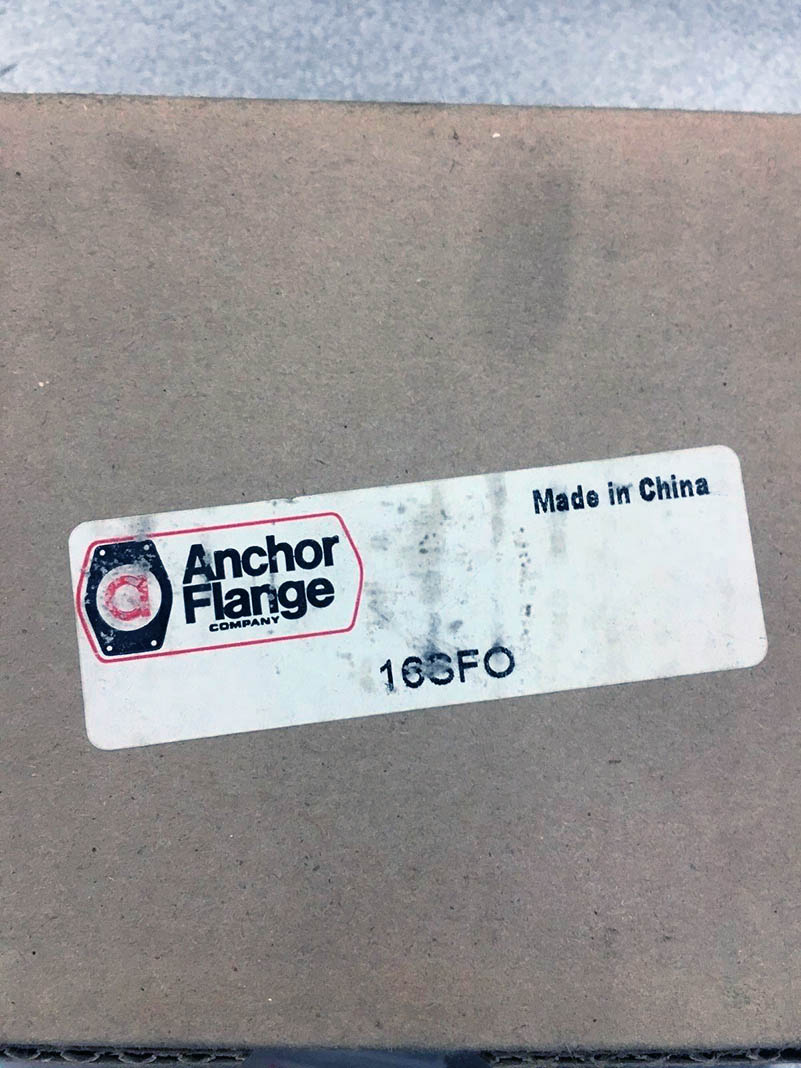 Made in China
a
Anchor
Flange
COMPANY
16SFO